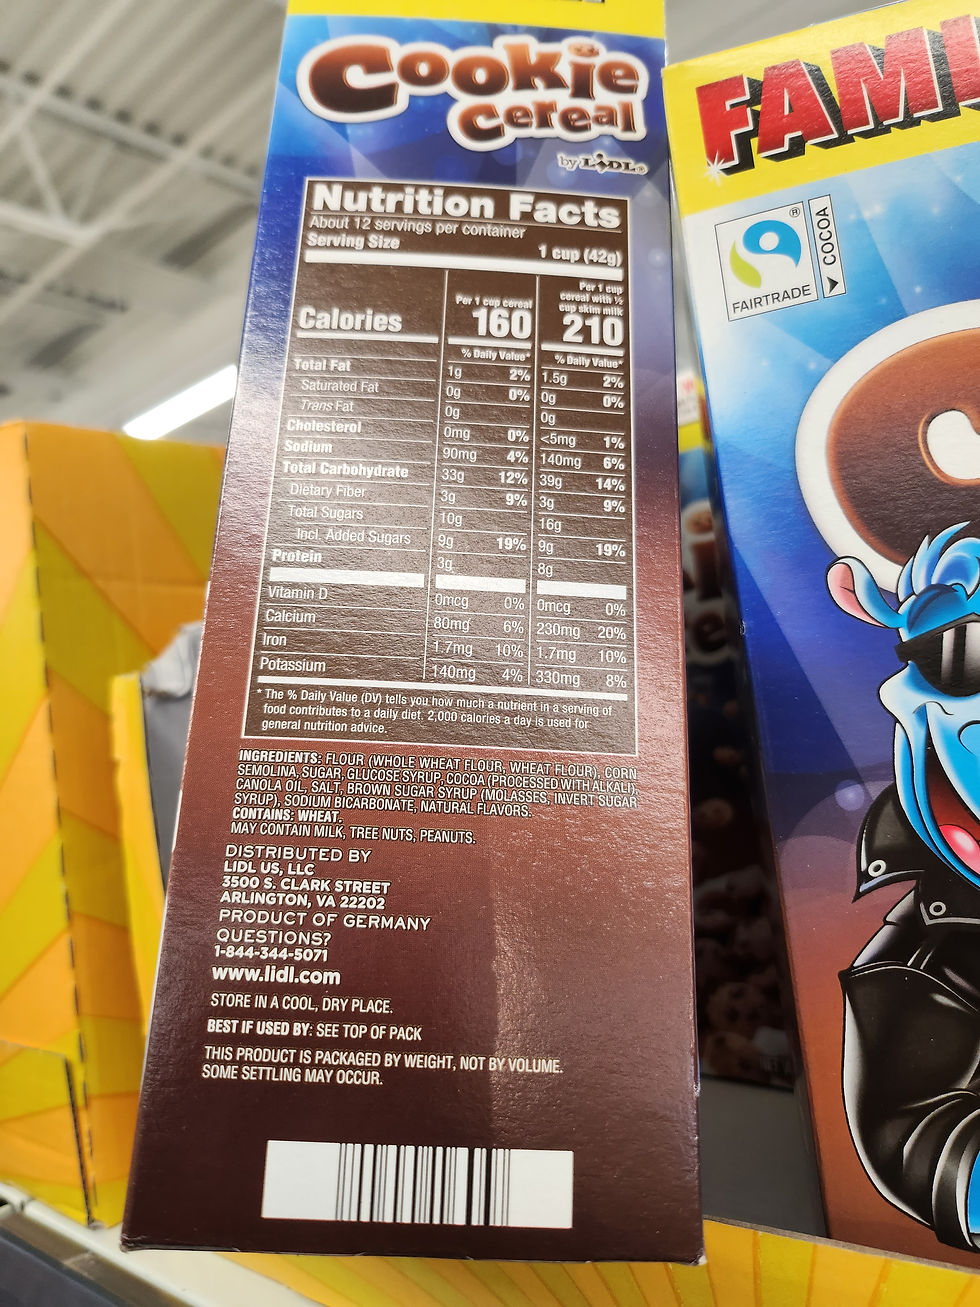 Cookie
Cereal
by LIDL®
Nutrition Facts
About 12 servings per container
Serving Size 1 cup (42g)
Per 1 cup cereal
Per 1 cup
cereal with ½
cup skim milk
Calories 160 210
% Daily Value* % Daily Value*
Total Fat 1g 2% 1.5g 2%
Saturated Fat 0g 0% 0g 0%
Trans Fat 0g 0g
Cholesterol 0mg 0% <5mg 1%
Sodium 90mg 4% 140mg 6%
Total Carbohydrate 33g 12% 39g 14%
Dietary Fiber 3g 9% 3g 9%
Total Sugars 10g 16g
Incl. Added Sugars 9g 19% 9g 19%
Protein 3g 8g
Vitamin D 0mcg 0% 0mcg 0%
Calcium 80mg 6% 230mg 20%
Iron 1.7mg 10% 1.7mg 10%
Potassium 140mg 4% 330mg 8%
* The % Daily Value (DV) tells you how much a nutrient in a serving of
food contributes to a daily diet. 2,000 calories a day is used for
general nutrition advice.
INGREDIENTS: FLOUR (WHOLE WHEAT FLOUR, WHEAT FLOUR), CORN
SEMOLINA, SUGAR, GLUCOSE SYRUP, COCOA (PROCESSED WITH ALKALI),
CANOLA OIL, SALT, BROWN SUGAR SYRUP (MOLASSES, INVERT SUGAR
SYRUP), SODIUM BICARBONATE, NATURAL FLAVORS.
CONTAINS: WHEAT.
MAY CONTAIN MILK, TREE NUTS, PEANUTS.
DISTRIBUTED BY
LIDL US, LLC
3500 S. CLARK STREET
ARLINGTON, VA 22202
PRODUCT OF GERMANY
QUESTIONS?
1-844-344-5071
www.lidl.com
STORE IN A COOL, DRY PLACE.
BEST IF USED BY: SEE TOP OF PACK
THIS PRODUCT IS PACKAGED BY WEIGHT, NOT BY VOLUME.
SOME SETTLING MAY OCCUR.
FAMI
FAIRTRADE ®
COCOA
C